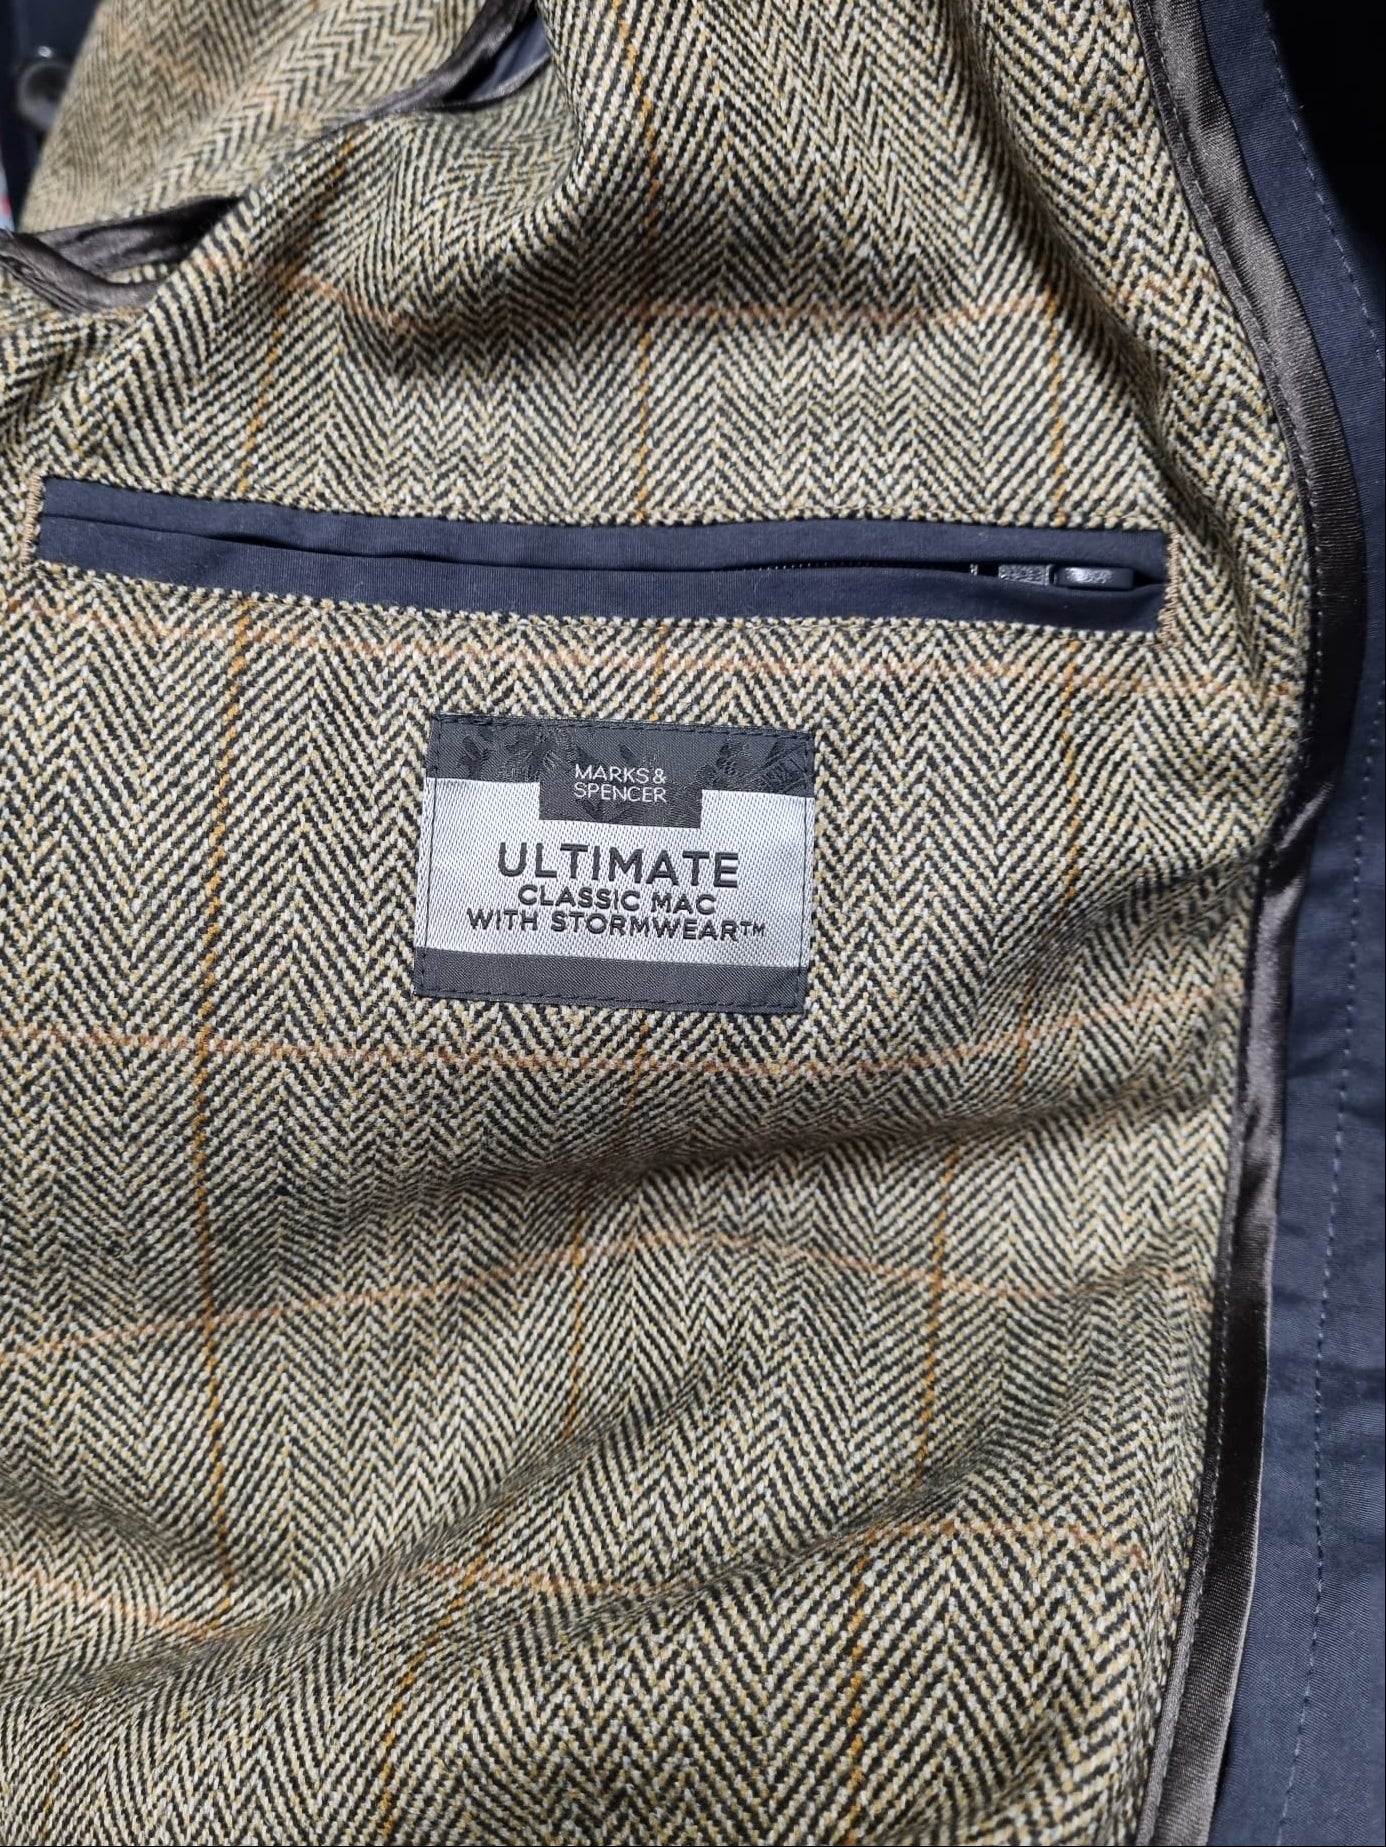 MARKS &
SPENCER
ULTIMATE
CLASSIC MAC
WITH STORMWEAR™